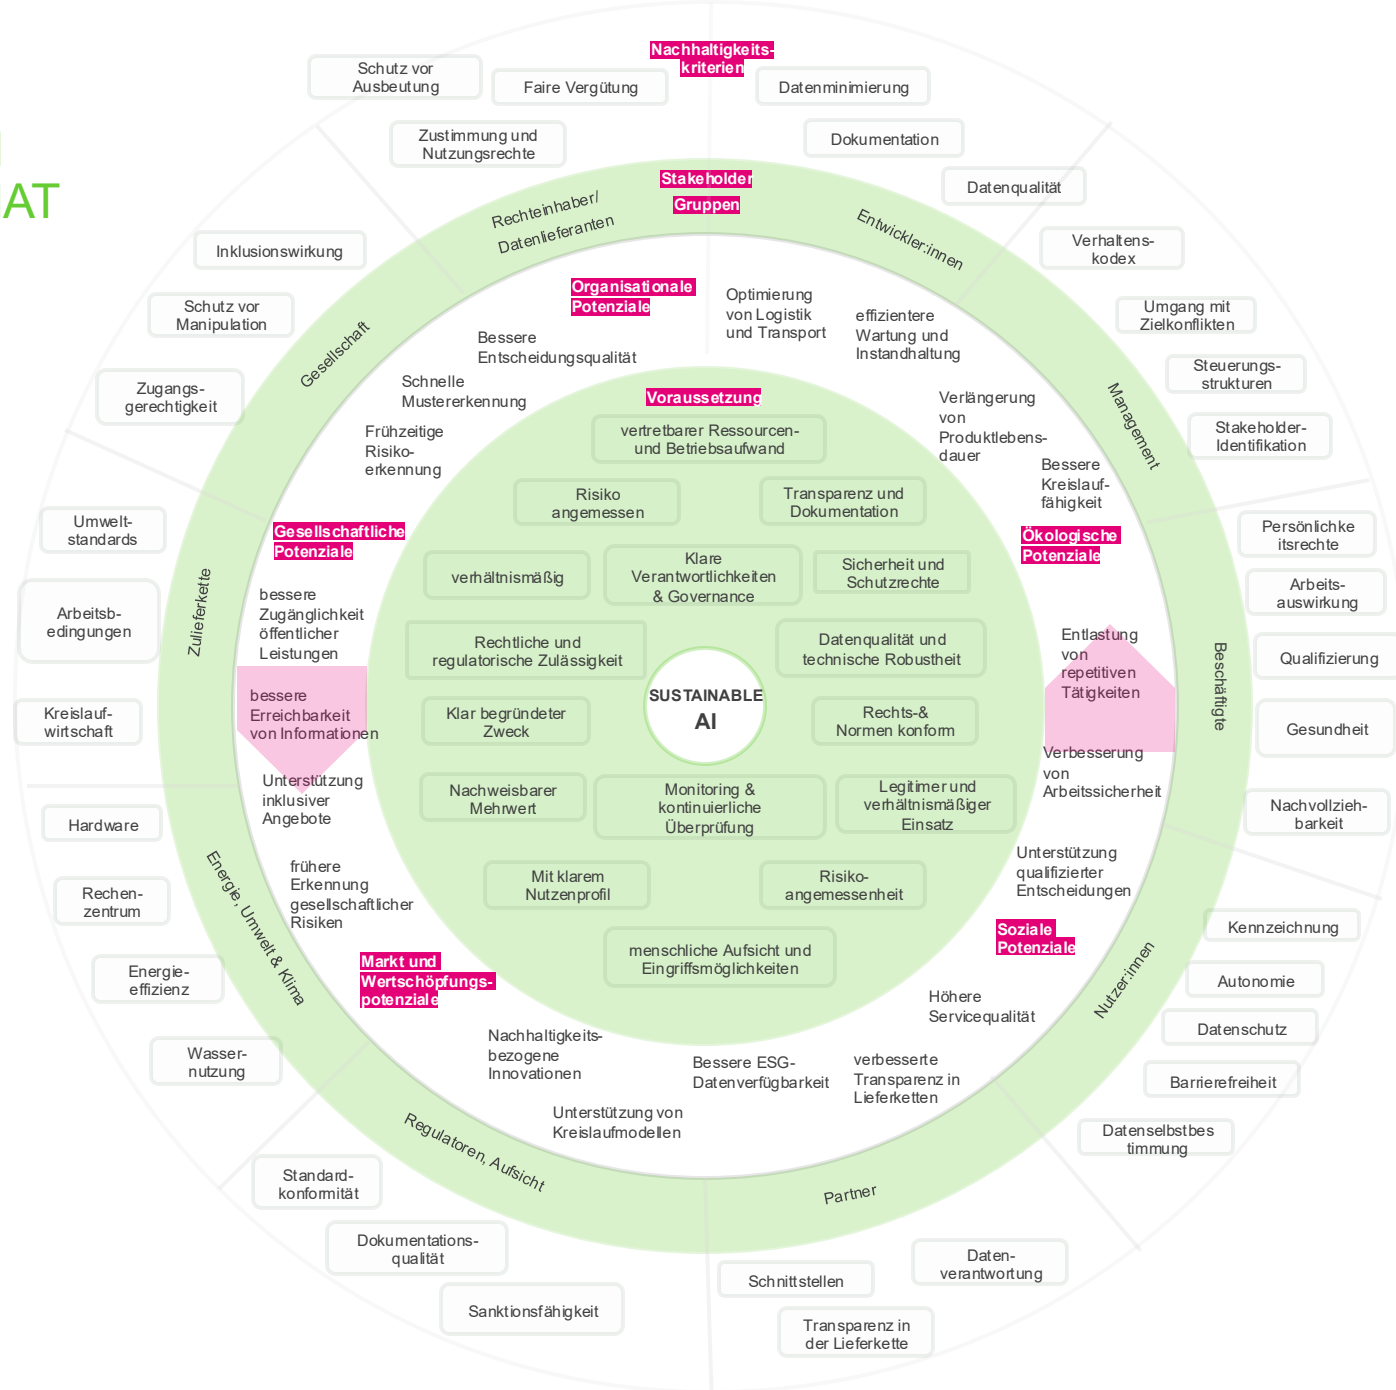 AT
Nachhaltigkeits-
kriterien
Schutz vor
Ausbeutung
Faire Vergütung
Zustimmung und
Nutzungsrechte
Datenminimierung
Dokumentation
Datenqualität
Verhaltens-
kodex
Umgang mit
Zielkonflikten
Steuerungs-
strukturen
Stakeholder-
Identifikation
Persönlichke
itsrechte
Arbeits-
auswirkung
Qualifizierung
Gesundheit
Nachvollzieh-
barkeit
Kennzeichnung
Autonomie
Datenschutz
Barrierefreiheit
Datenselbstbes
timmung
Daten-
verantwortung
Schnittstellen
Transparenz in
der Lieferkette
Sanktionsfähigkeit
Dokumentations-
qualität
Standard-
konformität
Wasser-
nutzung
Energie-
effizienz
Rechen-
zentrum
Hardware
Kreislauf-
wirtschaft
Arbeitsb-
edingungen
Umwelt-
standards
Zugangs-
gerechtigkeit
Schutz vor
Manipulation
Inklusionswirkung
Stakeholder
Gruppen
Rechteinhaber/
Datenlieferanten
Entwickler:innen
Management
Beschäftigte
Nutzer:innen
Partner
Regulatoren, Aufsicht
Energie, Umwelt & Klima
Zulieferkette
Gesellschaft
Organisationale
Potenziale
Bessere
Entscheidungsqualität
Schnelle
Mustererkennung
Frühzeitige
Risiko-
erkennung
Optimierung
von Logistik
und Transport
effizientere
Wartung und
Instandhaltung
Verlängerung
von
Produktlebens-
dauer
Bessere
Kreislauf-
fähigkeit
Ökologische
Potenziale
Entlastung
von
repetitiven
Tätigkeiten
Verbesserung
von
Arbeitssicherheit
Unterstützung
qualifizierter
Entscheidungen
Soziale
Potenziale
Höhere
Servicequalität
verbesserte
Transparenz in
Lieferketten
Bessere ESG-
Datenverfügbarkeit
Unterstützung von
Kreislaufmodellen
Nachhaltigkeits-
bezogene
Innovationen
Markt und
Wertschöpfungs-
potenziale
Gesellschaftliche
Potenziale
bessere
Zugänglichkeit
öffentlicher
Leistungen
bessere
Erreichbarkeit
von Informationen
Unterstützung
inklusiver
Angebote
frühere
Erkennung
gesellschaftlicher
Risiken
Voraussetzung
vertretbarer Ressourcen-
und Betriebsaufwand
Risiko
angemessen
Transparenz und
Dokumentation
verhältnismäßig
Klare
Verantwortlichkeiten
& Governance
Sicherheit und
Schutzrechte
Rechtliche und
regulatorische Zulässigkeit
Datenqualität und
technische Robustheit
SUSTAINABLE
AI
Klar begründeter
Zweck
Rechts-&
Normen konform
Nachweisbarer
Mehrwert
Monitoring &
kontinuierliche
Überprüfung
Legitimer und
verhältnismäßiger
Einsatz
Mit klarem
Nutzenprofil
Risiko-
angemessenheit
menschliche Aufsicht und
Eingriffsmöglichkeiten